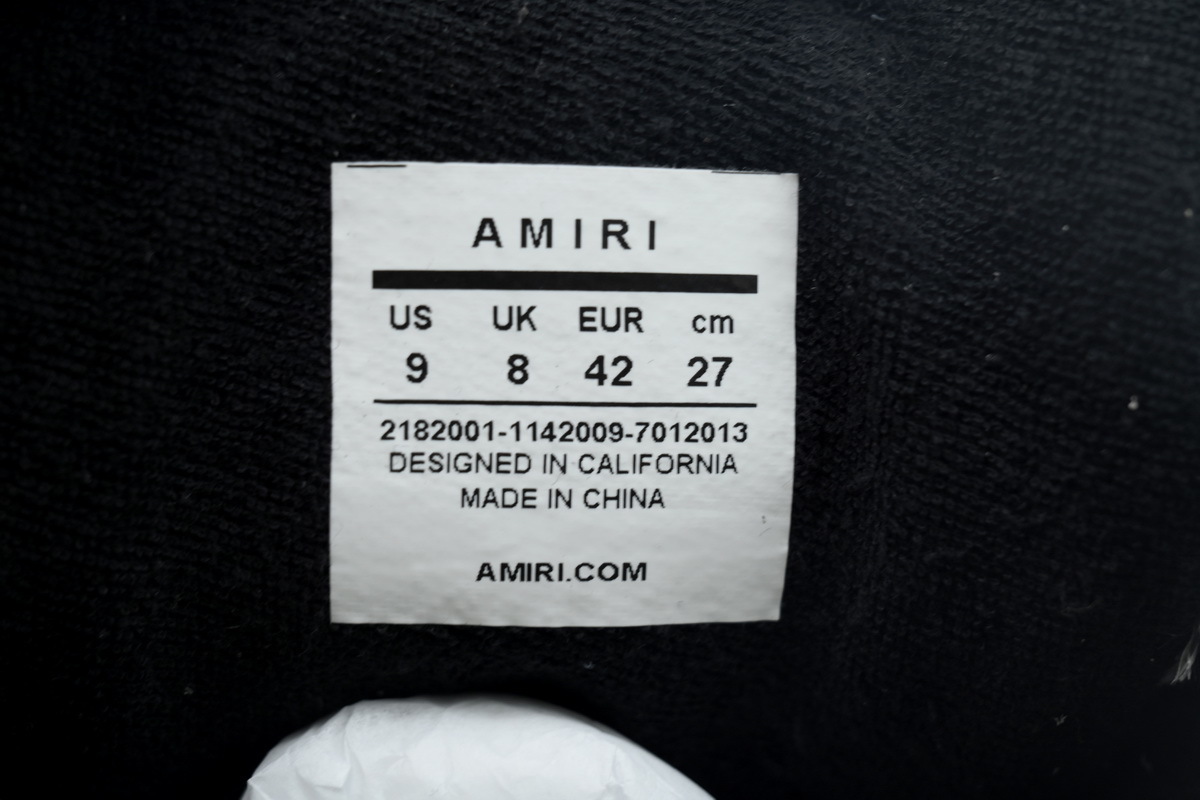 AMIRI
US UK EUR cm
9 8 42 27
2182001-1142009-7012013
DESIGNED IN CALIFORNIA
MADE IN CHINA
AMIRI.COM